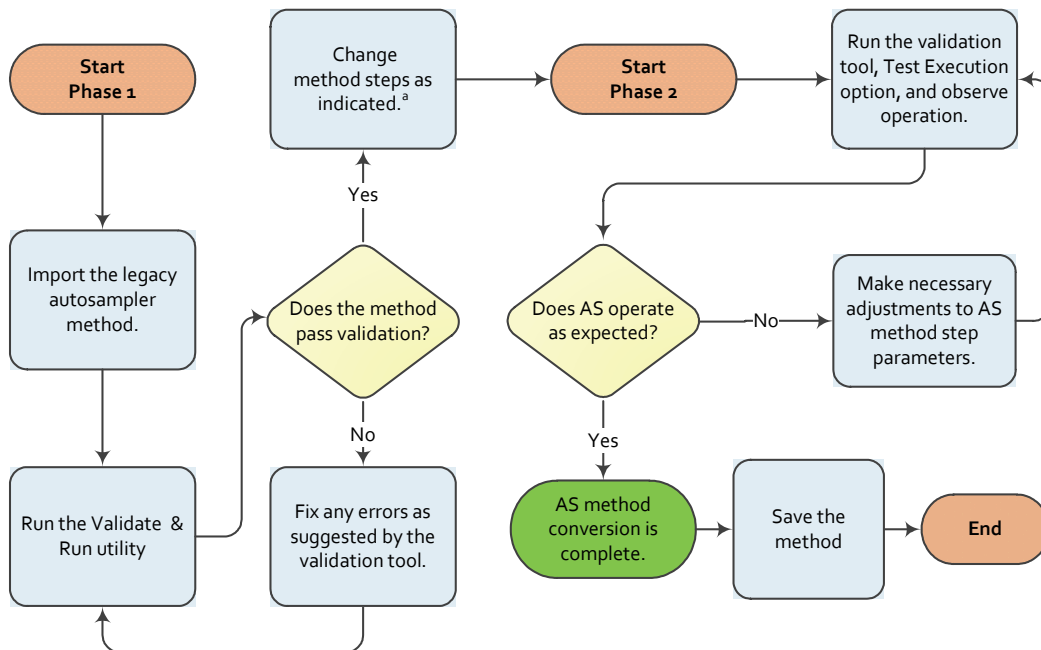 Start
Phase 1
Import the legacy
autosampler
method.
Run the Validate &
Run utility
Does the method
pass validation?
Yes
No
Change
method steps as
indicated.a
Fix any errors as
suggested by the
validation tool.
Start
Phase 2
Run the validation
tool, Test Execution
option, and observe
operation.
Does AS operate
as expected?
No
Make necessary
adjustments to AS
method step
parameters.
Yes
AS method
conversion is
complete.
Save the
method
End